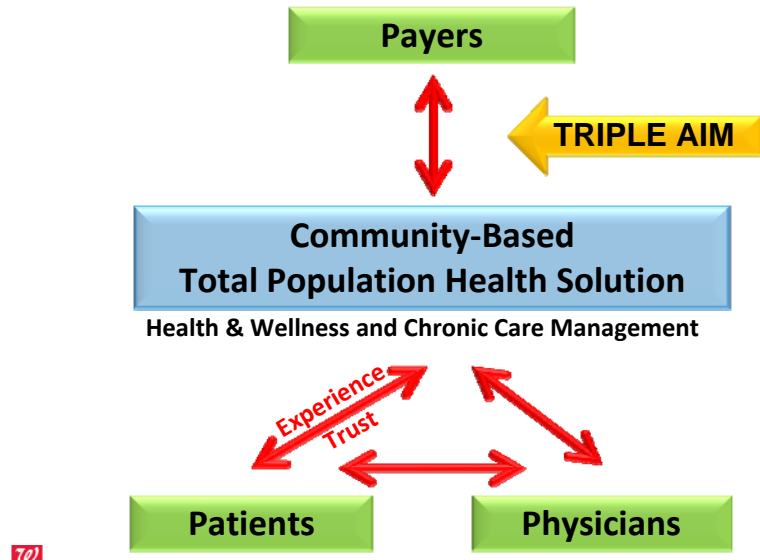 Payers
TRIPLE AIM
Community-Based
Total Population Health Solution
Health & Wellness and Chronic Care Management
Experience
Trust
Patients
Physicians